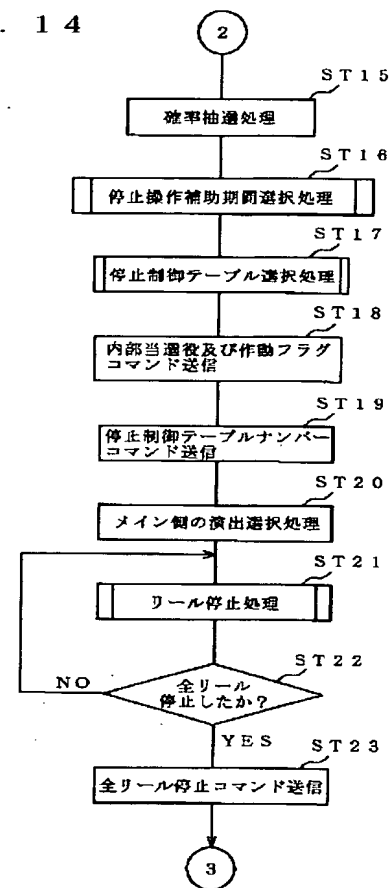 . 14
2
ST15
確率抽選処理
ST16
停止操作補助期間選択処理
ST17
停止制御テーブル選択処理
ST18
内部当選役及び作動フラグ
コマンド送信
ST19
停止制御テーブルナンバー
コマンド送信
ST20
メイン側の演出選択処理
ST21
リール停止処理
ST22
全リール
停止したか?
NO
YES
ST23
全リール停止コマンド送信
3